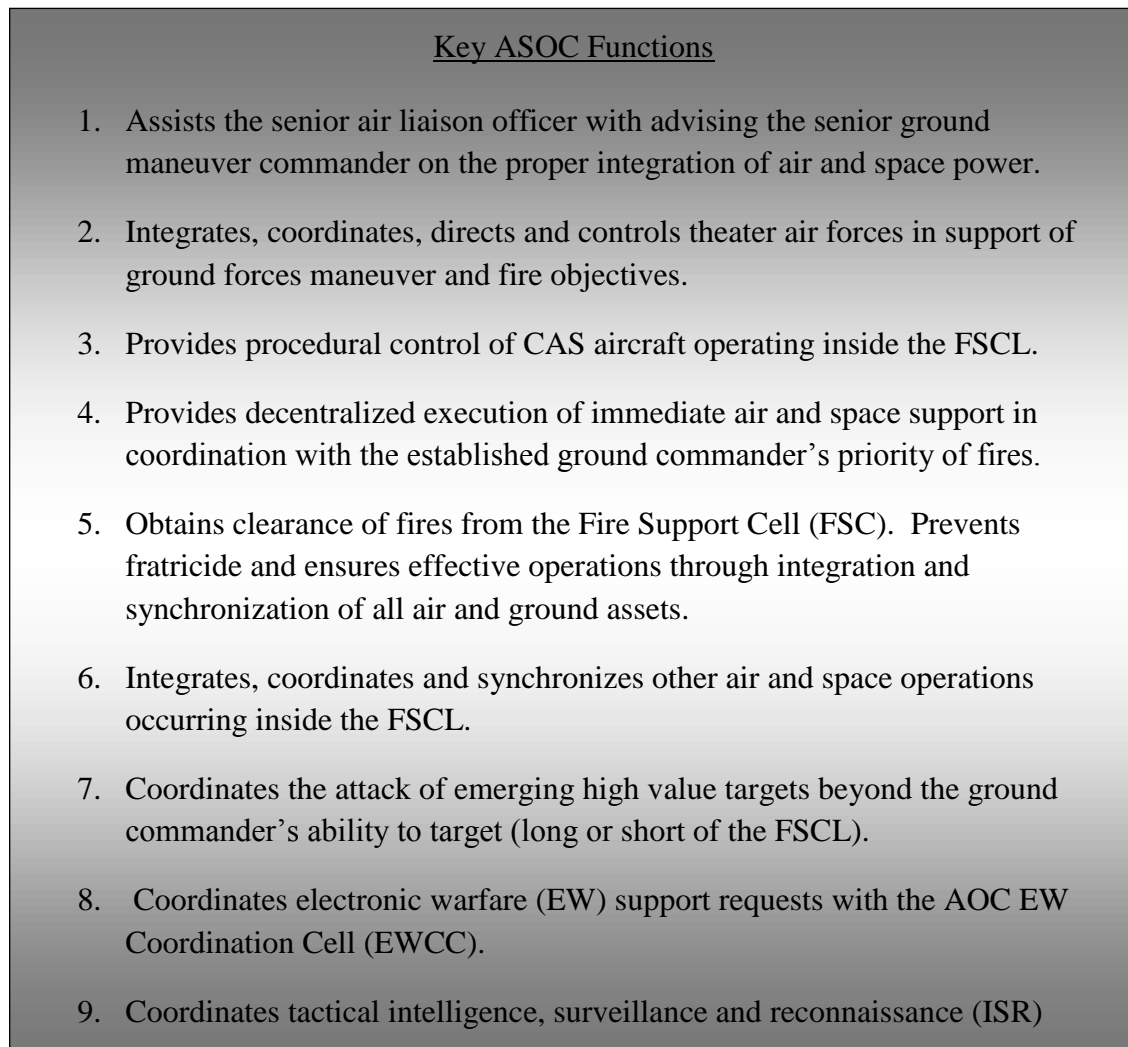 Key ASOC Functions
1. Assists the senior air liaison officer with advising the senior ground
maneuver commander on the proper integration of air and space power.
2. Integrates, coordinates, directs and controls theater air forces in support of
ground forces maneuver and fire objectives.
3. Provides procedural control of CAS aircraft operating inside the FSCL.
4. Provides decentralized execution of immediate air and space support in
coordination with the established ground commander’s priority of fires.
5. Obtains clearance of fires from the Fire Support Cell (FSC).  Prevents
fratricide and ensures effective operations through integration and
synchronization of all air and ground assets.
6. Integrates, coordinates and synchronizes other air and space operations
occurring inside the FSCL.
7. Coordinates the attack of emerging high value targets beyond the ground
commander’s ability to target (long or short of the FSCL).
8. Coordinates electronic warfare (EW) support requests with the AOC EW
Coordination Cell (EWCC).
9. Coordinates tactical intelligence, surveillance and reconnaissance (ISR)